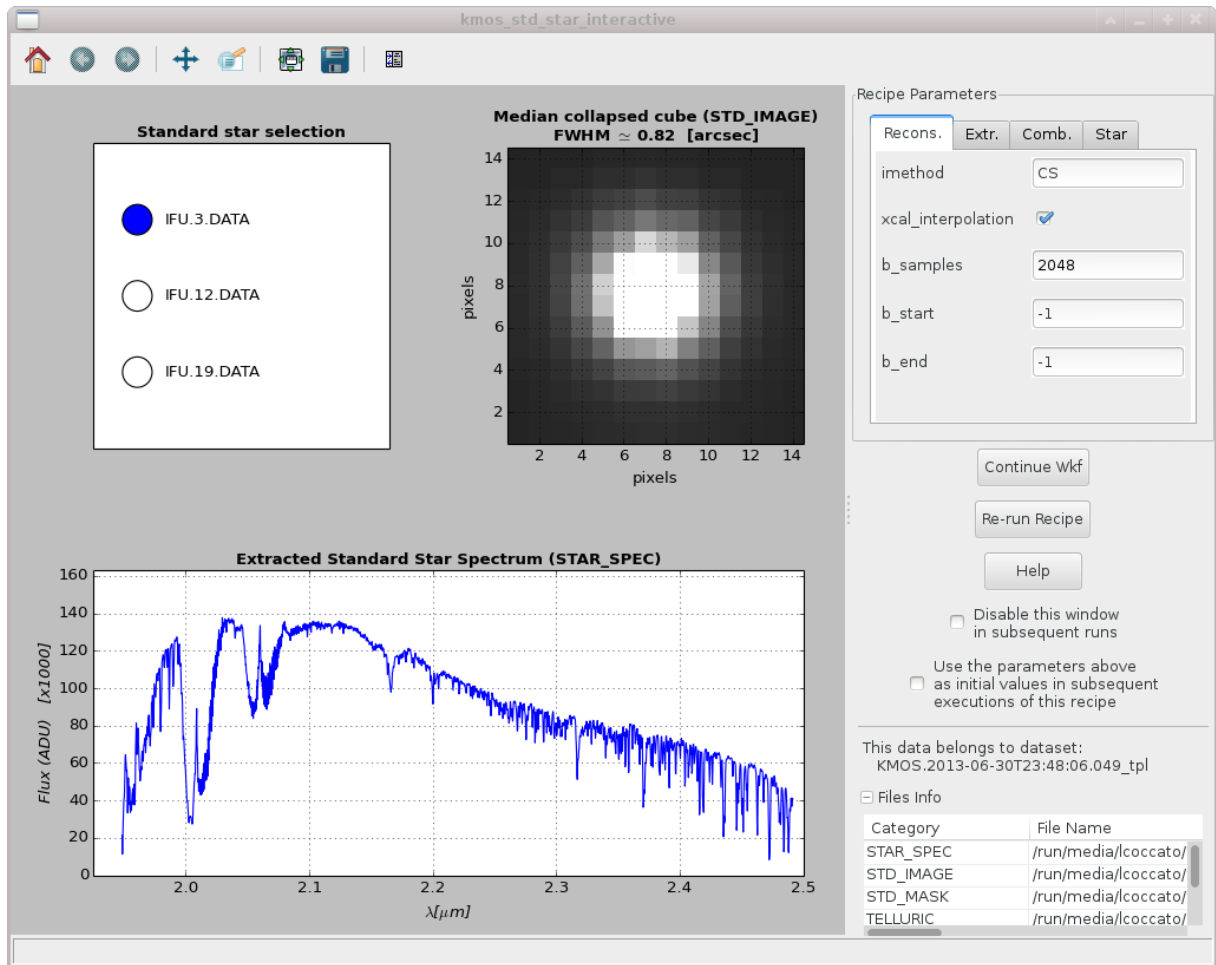 kmos_std_star_interactive
Standard star selection
IFU.3.DATA
IFU.12.DATA
IFU.19.DATA
Median collapsed cube (STD_IMAGE)
FWHM ≃ 0.82 [arcsec]
14
12
10
8
6
4
2
pixels
2 4 6 8 10 12 14
pixels
Extracted Standard Star Spectrum (STAR_SPEC)
160
140
120
100
80
60
40
20
0
Flux (ADU) [x1000]
2.0 2.1 2.2 2.3 2.4 2.5
λ[μm]
Recipe Parameters
Recons. Extr. Comb. Star
imethod CS
xcal_interpolation
b_samples 2048
b_start -1
b_end -1
Continue Wkf
Re-run Recipe
Help
Disable this window
in subsequent runs
Use the parameters above
as initial values in subsequent
executions of this recipe
This data belongs to dataset:
KMOS.2013-06-30T23:48:06.049_tpl
Files Info
Category File Name
STAR_SPEC /run/media/lcoccato/
STD_IMAGE /run/media/lcoccato/
STD_MASK /run/media/lcoccato/
TELLURIC /run/media/lcoccato/